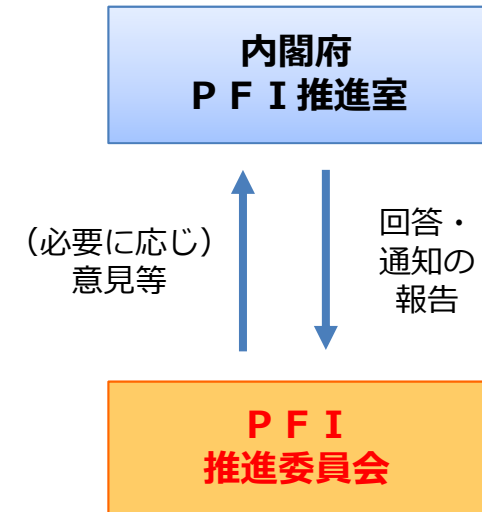 内閣府
ＰＦＩ推進室
（必要に応じ）
意見等
回答・
通知の
報告
ＰＦＩ
推進委員会